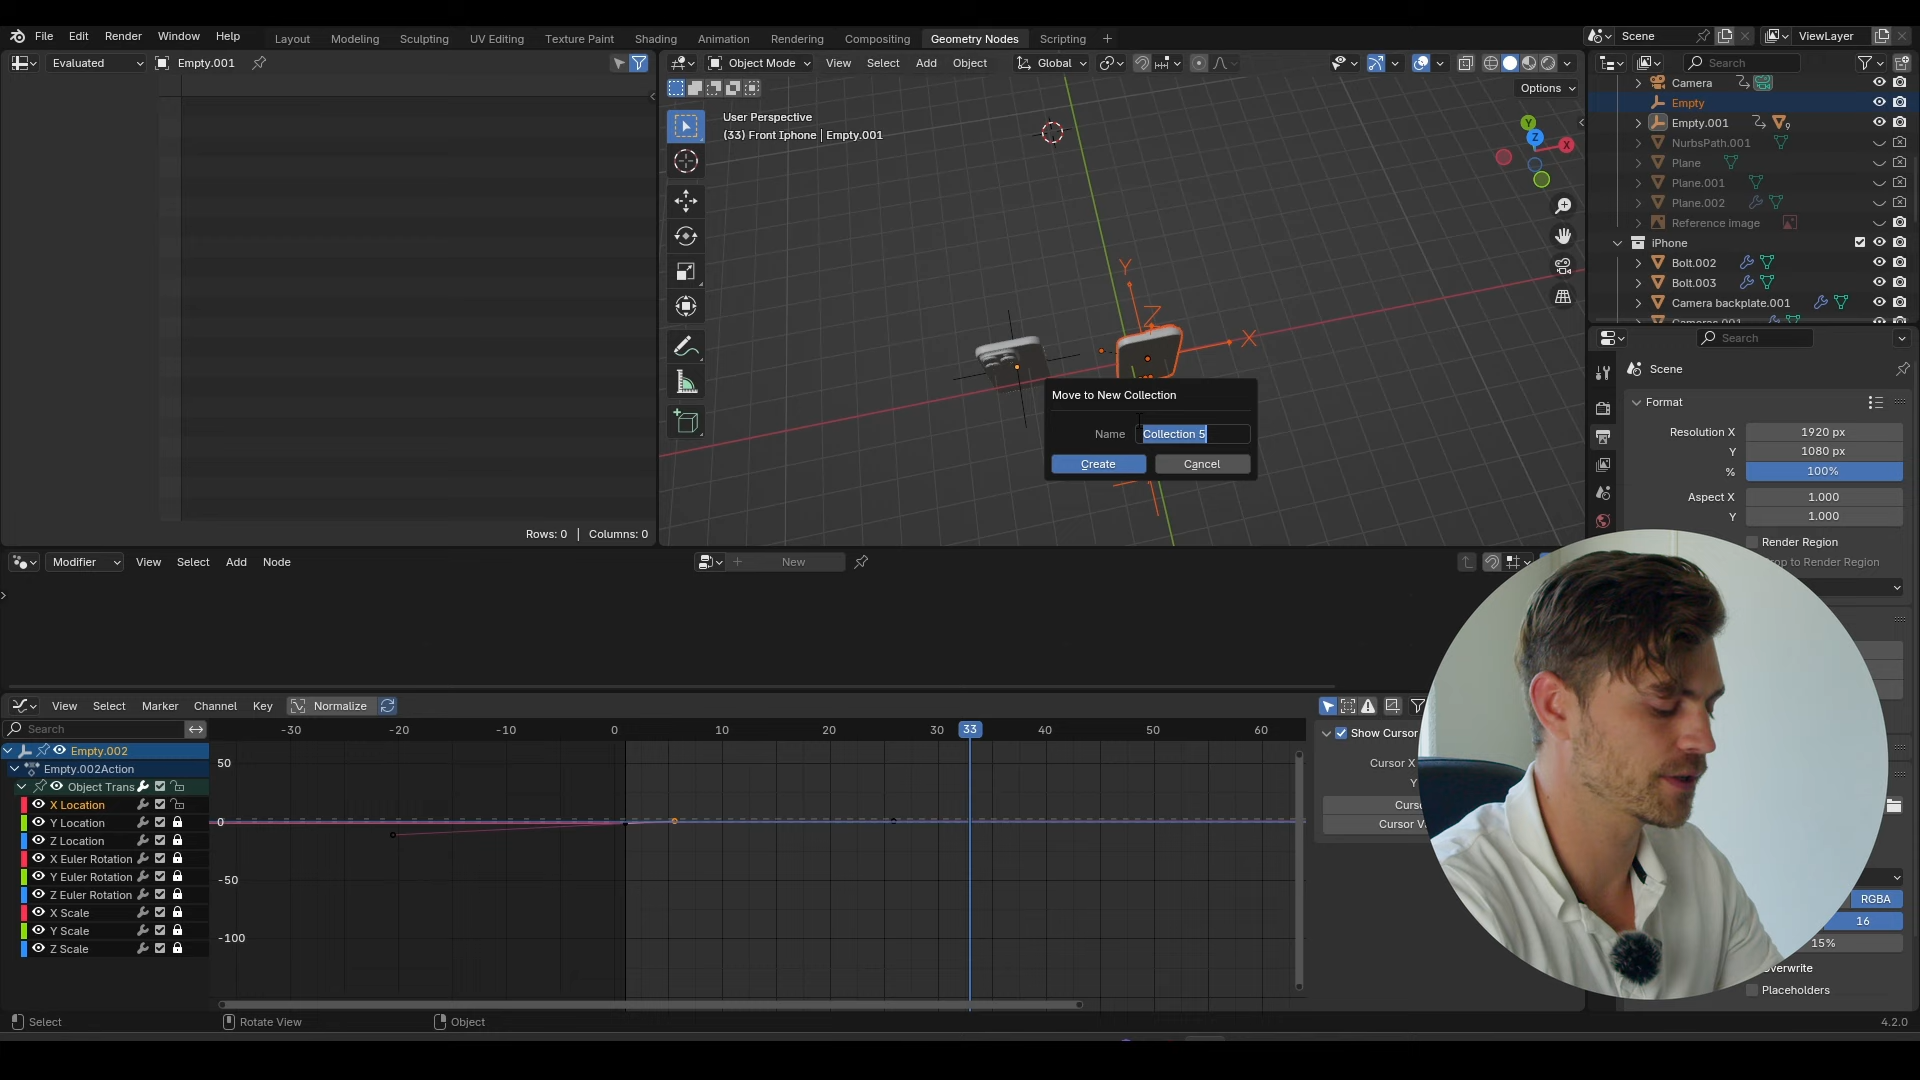 File Edit Render Window Help Layout Modeling Sculpting UV Editing Texture Paint Shading Animation Rendering Compositing Geometry Nodes Scripting + Scene ViewLayer
Evaluated Empty.001
Object Mode View Select Add Object Global
Search
Options
User Perspective
(33) Front Iphone | Empty.001
Camera
Empty
Empty.001
NurbsPath.001
Plane
Plane.001
Plane.002
Reference image
iPhone
Bolt.002
Bolt.003
Camera backplate.001
Y
Z
X
Y
Z
X
Move to New Collection
Name Collection 5
Create Cancel
Search
Scene
Format
Resolution X 1920 px
Y 1080 px
% 100%
Aspect X 1.000
Y 1.000
Render Region
Rows: 0 | Columns: 0
Modifier View Select Add Node New
View Select Marker Channel Key Normalize
Search
-30 -20 -10 0 10 20 30 33 40 50 60
Empty.002
Empty.002Action
Object Trans
X Location
Y Location
Z Location
X Euler Rotation
Y Euler Rotation
Z Euler Rotation
X Scale
Y Scale
Z Scale
50
0
-50
-100
Show Cursor
Cursor X
Y
RGBA
16
15%
Overwrite
Placeholders
Select Rotate View Object 4.2.0